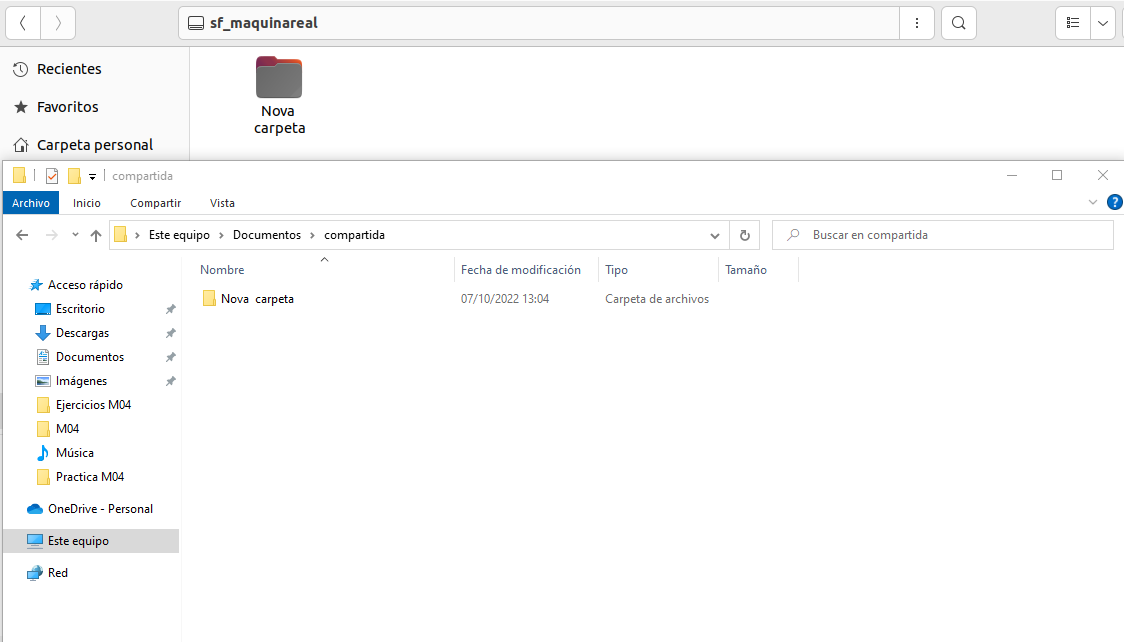 sf_maquinareal
Recientes
Favoritos
Carpeta personal
Nova
carpeta
compartida
Archivo Inicio Compartir Vista
?
Este equipo Documentos compartida
Buscar en compartida
Nombre Fecha de modificación Tipo Tamaño
Nova carpeta 07/10/2022 13:04 Carpeta de archivos
Acceso rápido
Escritorio
Descargas
Documentos
Imágenes
Ejercicios M04
M04
Música
Practica M04
OneDrive - Personal
Este equipo
Red